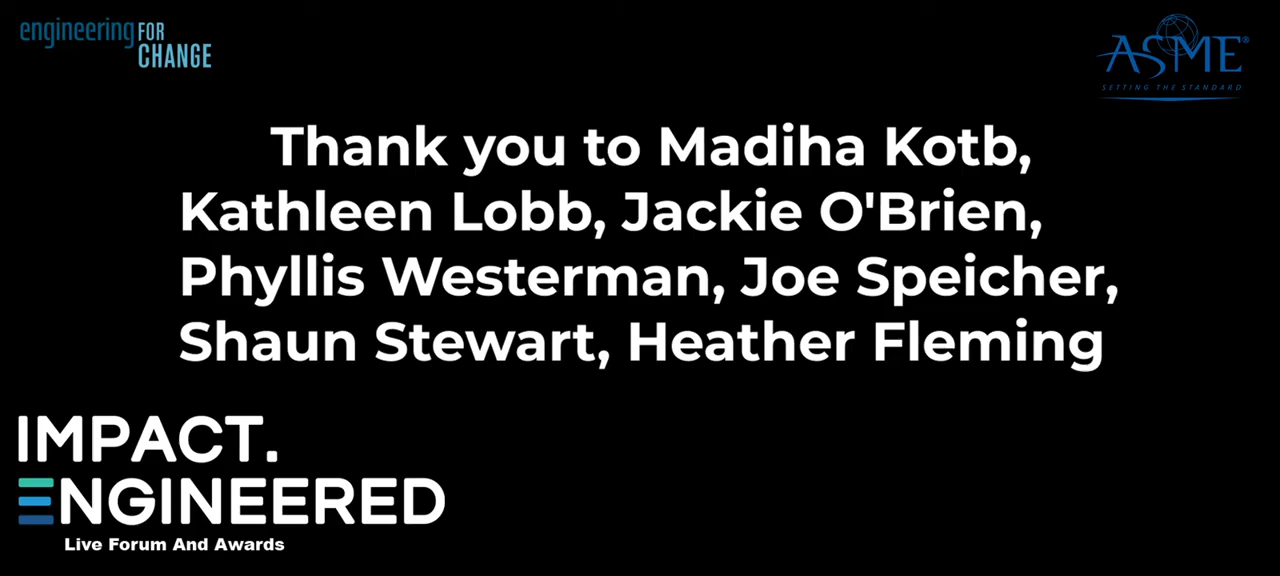 engineering FOR
CHANGE
ASME®
SETTING THE STANDARD
Thank you to Madiha Kotb,
Kathleen Lobb, Jackie O'Brien,
Phyllis Westerman, Joe Speicher,
Shaun Stewart, Heather Fleming
IMPACT.
ENGINEERED
Live Forum And Awards